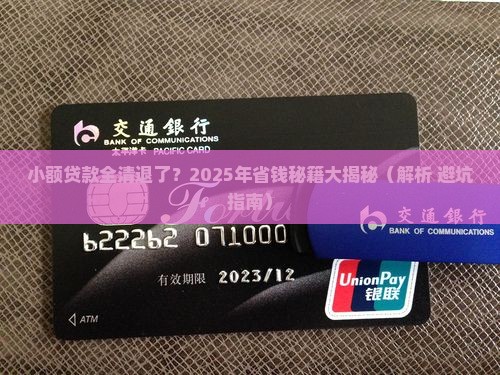 交通銀行
BANK OF COMMUNICATIONS
太平洋卡 PACIFIC CARD
小额贷款全清退了？2025年省钱秘籍大揭秘（解析 避坑
指南）
622262 071000
交通銀行
BANK OF COMMUNICATIONS
有效期限 2023/12
UnionPay
银联
ATM